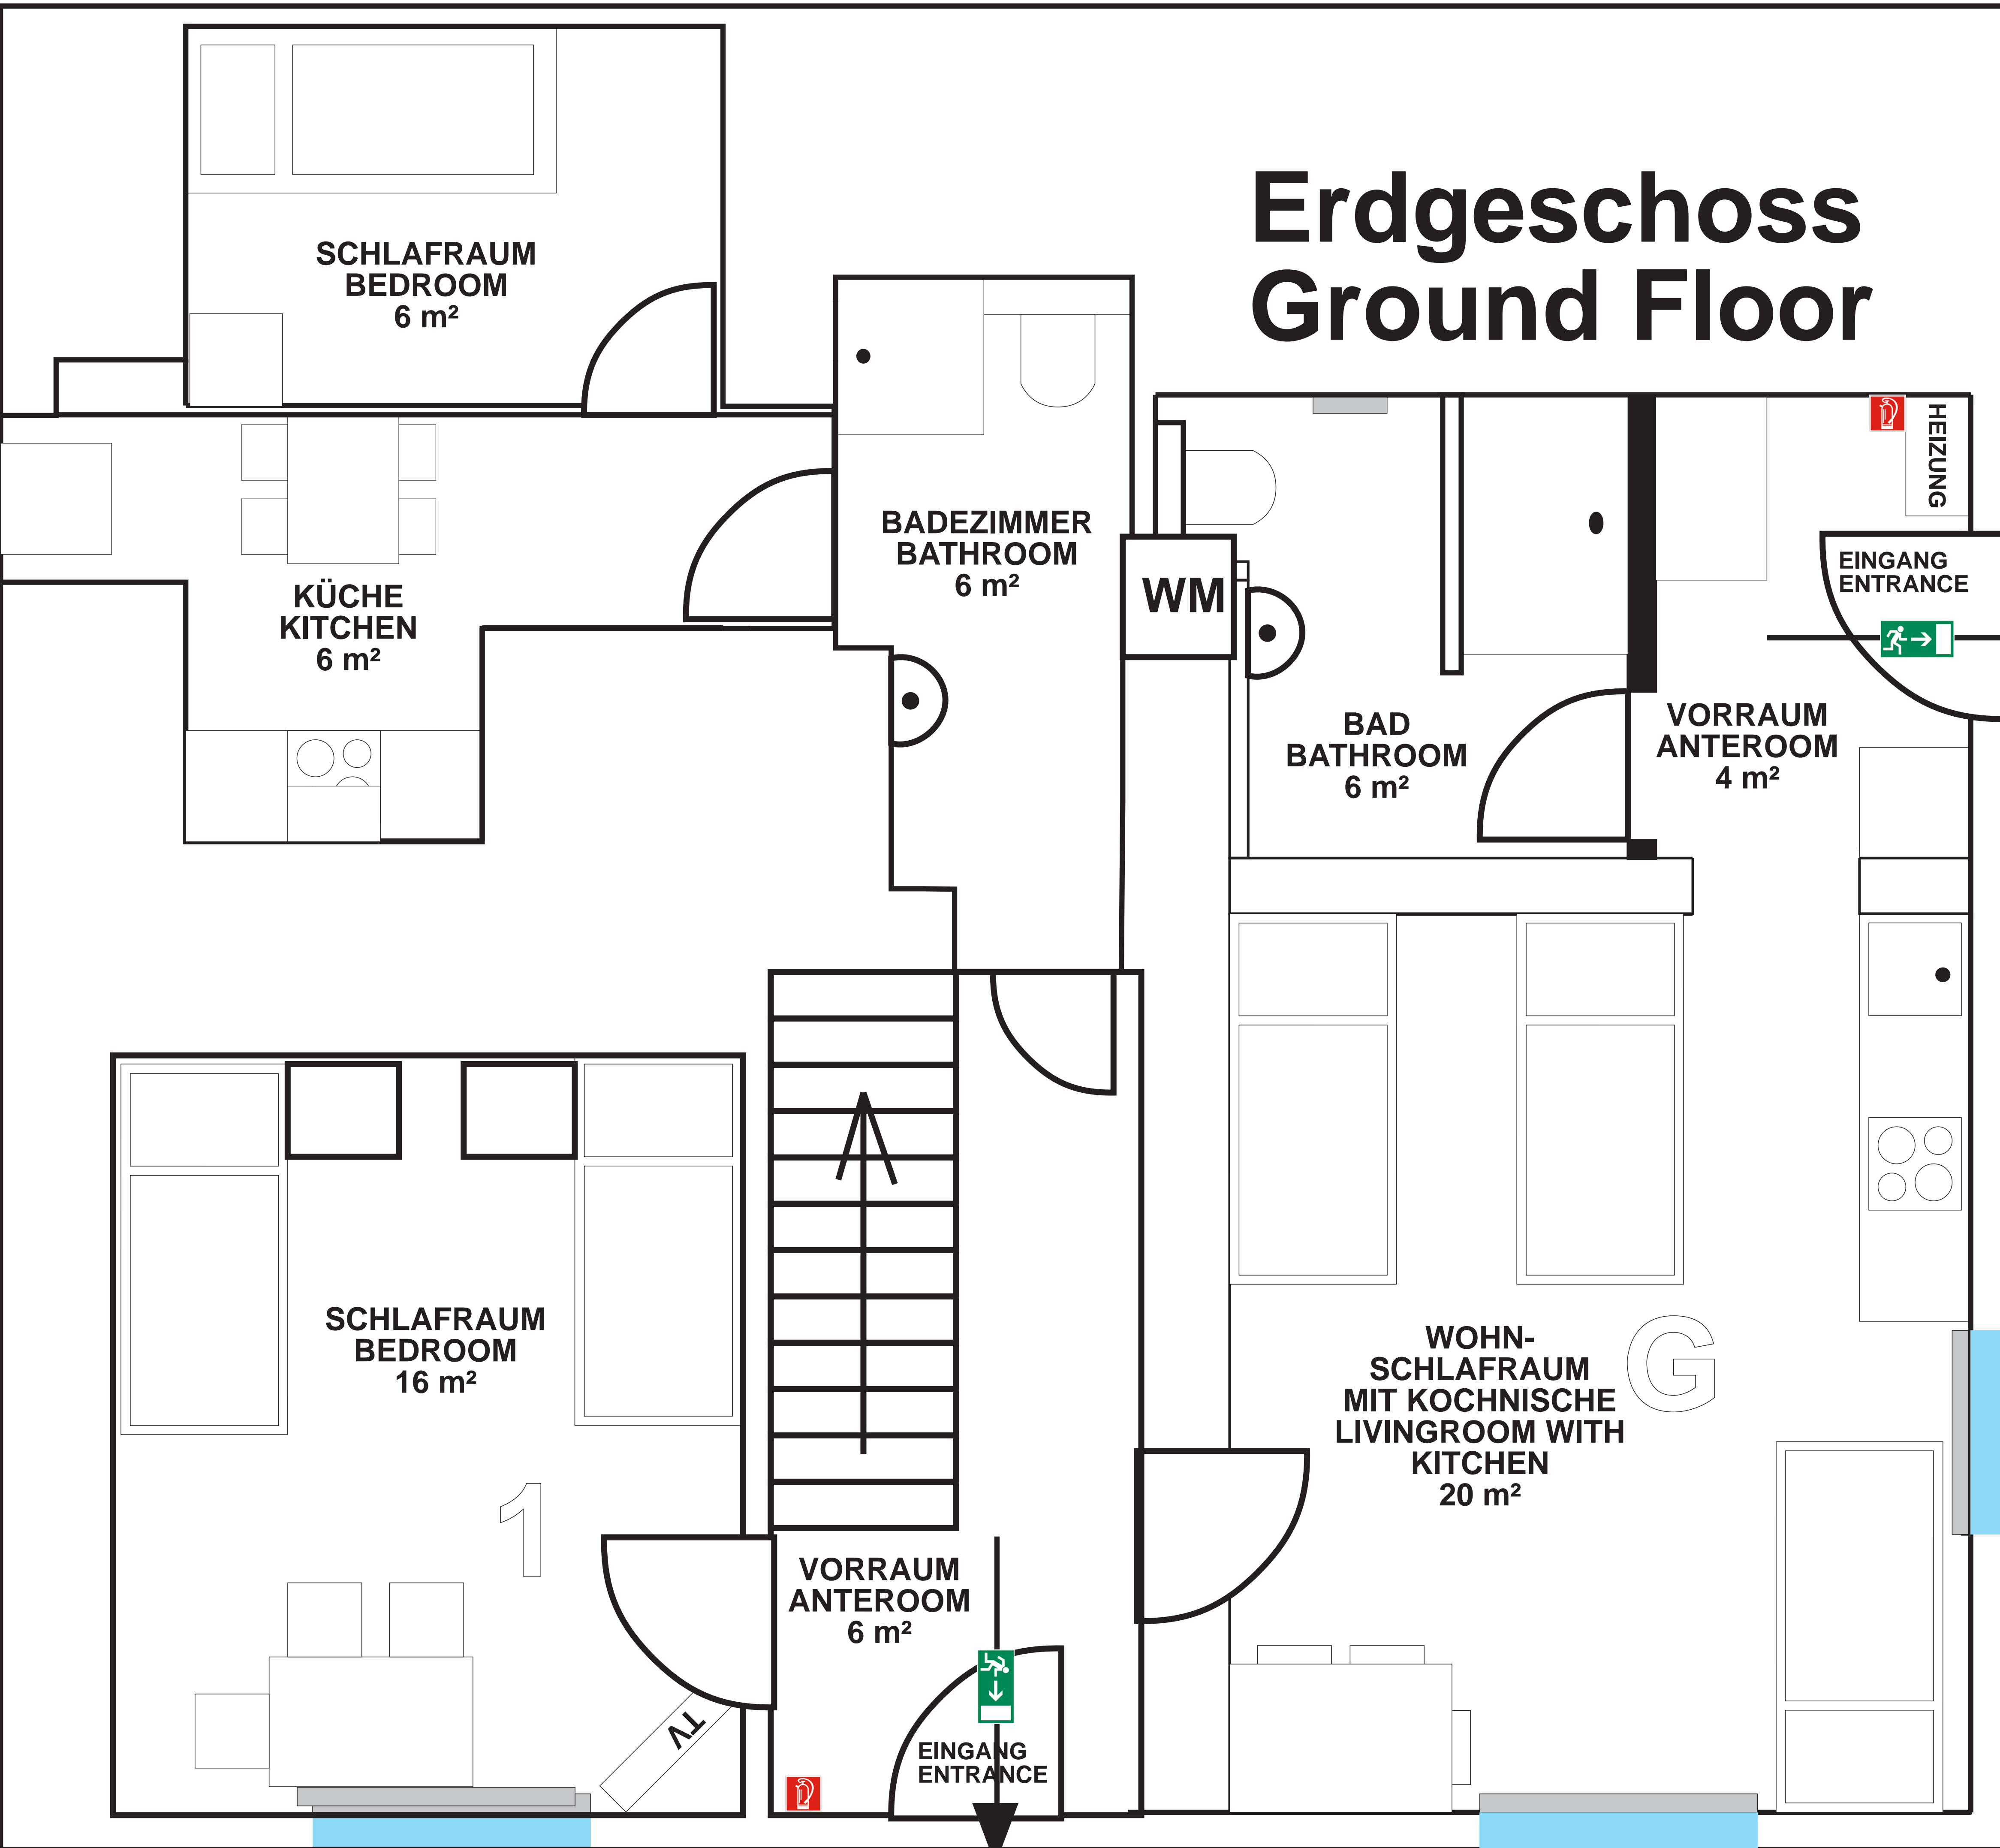 Erdgeschoss
Ground Floor
SCHLAFRAUM
BEDROOM
6 m²
KÜCHE
KITCHEN
6 m²
BADEZIMMER
BATHROOM
6 m²
WM
BAD
BATHROOM
6 m²
HEIZUNG
EINGANG
ENTRANCE
VORRAUM
ANTEROOM
4 m²
SCHLAFRAUM
BEDROOM
16 m²
1
TV
VORRAUM
ANTEROOM
6 m²
EINGANG
ENTRANCE
WOHN-
SCHLAFRAUM
MIT KOCHNISCHE
LIVINGROOM WITH
KITCHEN
20 m²
G